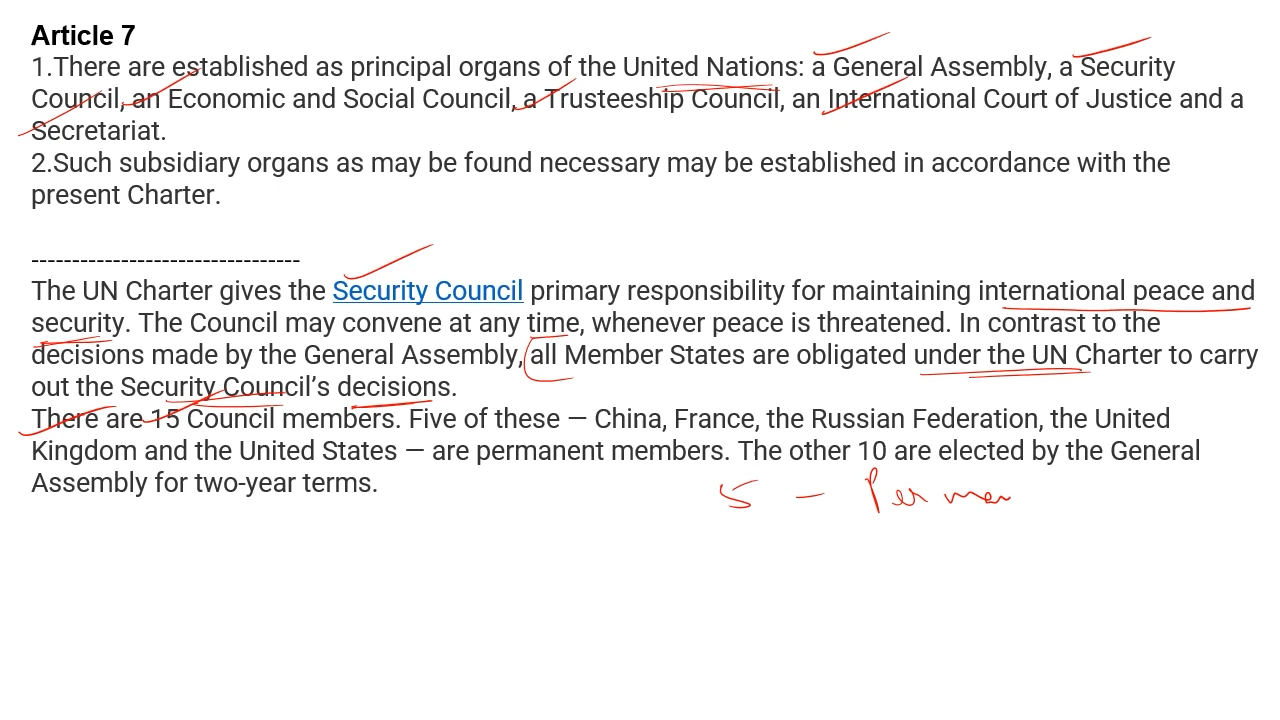 Article 7
1.There are established as principal organs of the United Nations: a General Assembly, a Security
Council, an Economic and Social Council, a Trusteeship Council, an International Court of Justice and a
Secretariat.
2.Such subsidiary organs as may be found necessary may be established in accordance with the
present Charter.
---------------------------------
The UN Charter gives the Security Council primary responsibility for maintaining international peace and
security. The Council may convene at any time, whenever peace is threatened. In contrast to the
decisions made by the General Assembly, all Member States are obligated under the UN Charter to carry
out the Security Council’s decisions.
There are 15 Council members. Five of these — China, France, the Russian Federation, the United
Kingdom and the United States — are permanent members. The other 10 are elected by the General
Assembly for two-year terms.
5 – Perman